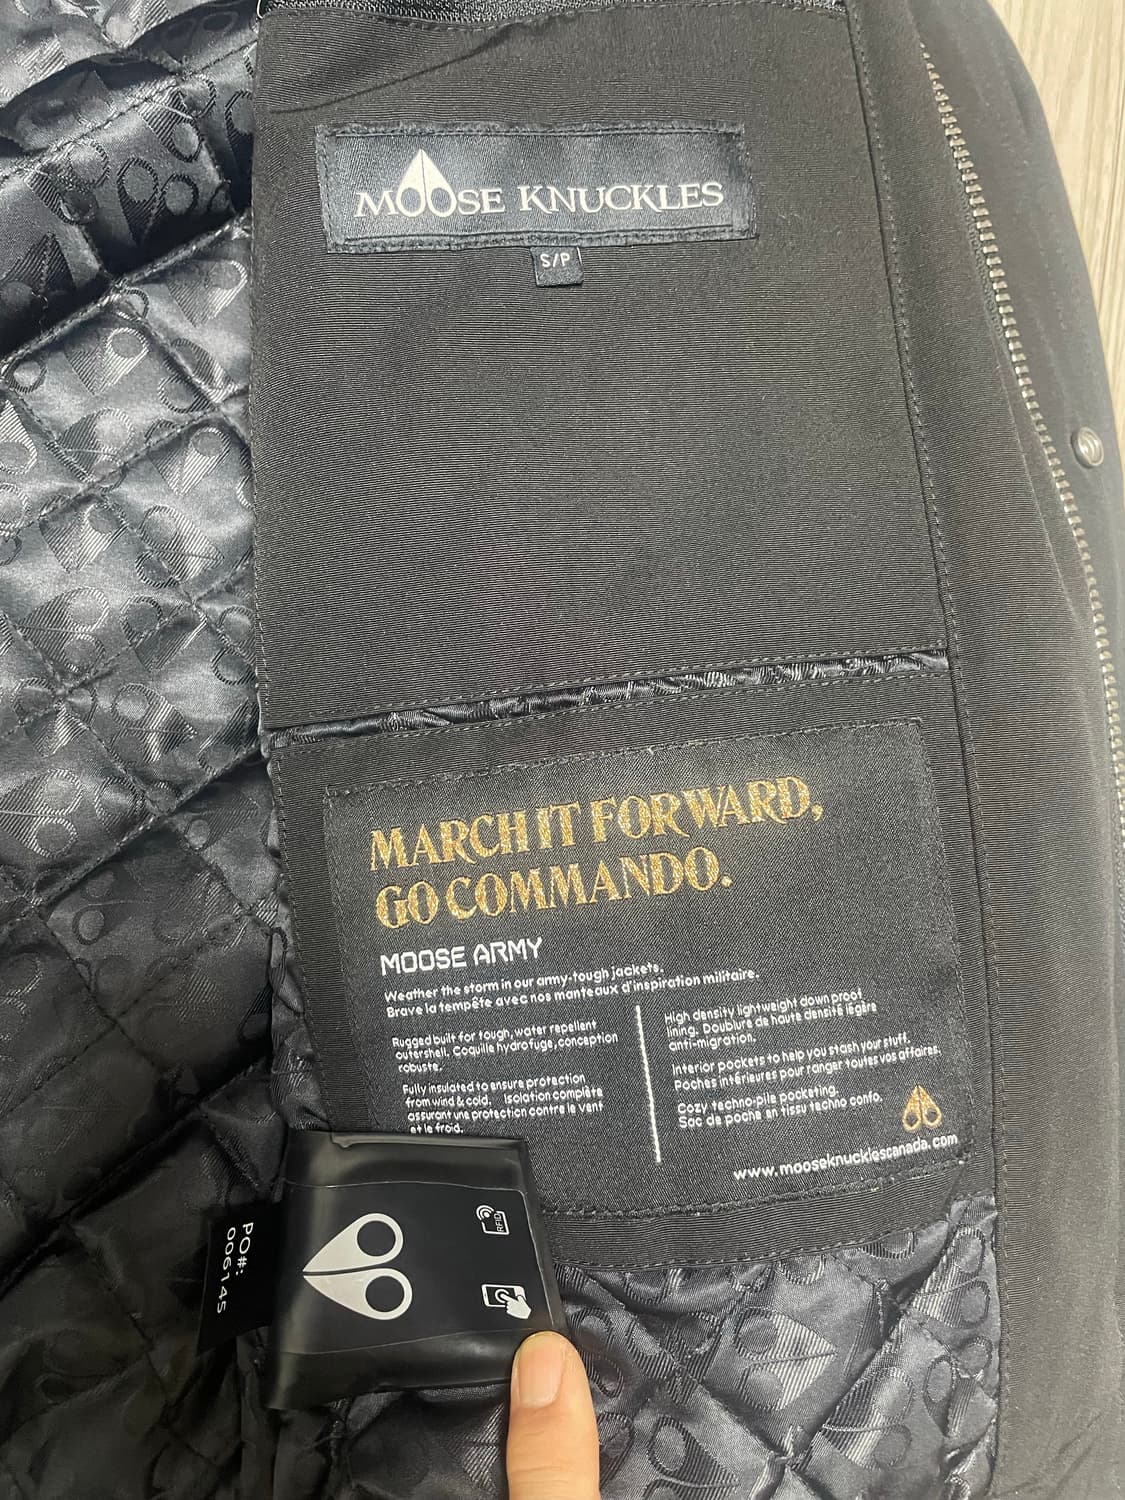 MOOSE KNUCKLES
S/P
MARCH IT FORWARD,
GO COMMANDO.
MOOSE ARMY
Weather the storm in our army-tough jackets.
Brave la tempête avec nos manteaux d'inspiration militaire.
Rugged built for tough, water repellent
outershell. Coquille hydrofuge, conception
robuste.
Fully insulated to ensure protection
from wind & cold. Isolation complète
assurant une protection contre le vent
et le froid.
High density lightweight down proof
lining. Doublure de haute densité légère
anti-migration.
Interior pockets to help you stash your stuff.
Poches intérieures pour ranger toutes vos affaires.
Cozy techno-pile pocketing.
Sac de poche en tissu techno confo.
www.mooseknucklescanada.com
RFID
PO#:
006145